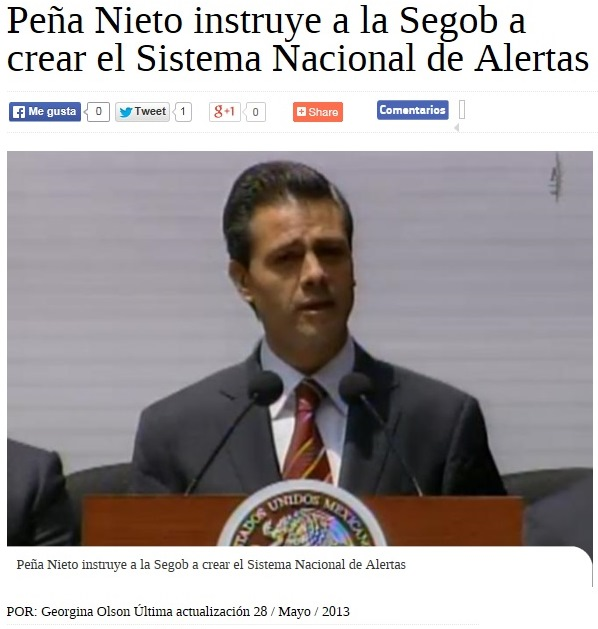 Peña Nieto instruye a la Segob a
crear el Sistema Nacional de Alertas
Me gusta 0 Tweet 1 g+1 0 Share Comentarios
ESTADOS UNIDOS MEXICANOS
Peña Nieto instruye a la Segob a crear el Sistema Nacional de Alertas
POR: Georgina Olson Última actualización 28 / Mayo / 2013